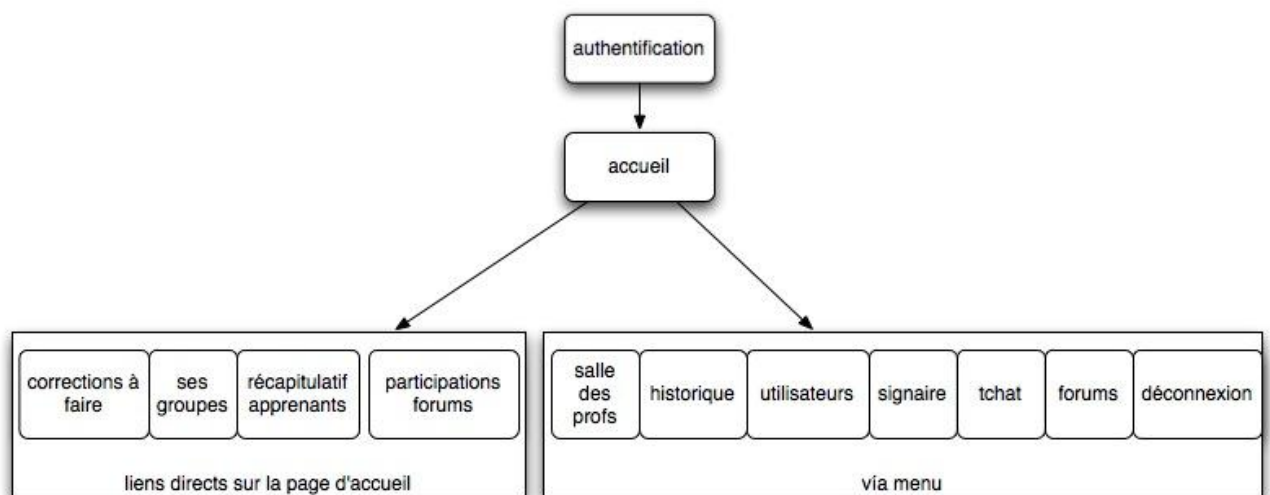 authentification
accueil
corrections à
faire
ses
groupes
récapitulatif
apprenants
participations
forums
liens directs sur la page d'accueil
salle
des
profs
historique
utilisateurs
signaire
tchat
forums
déconnexion
via menu